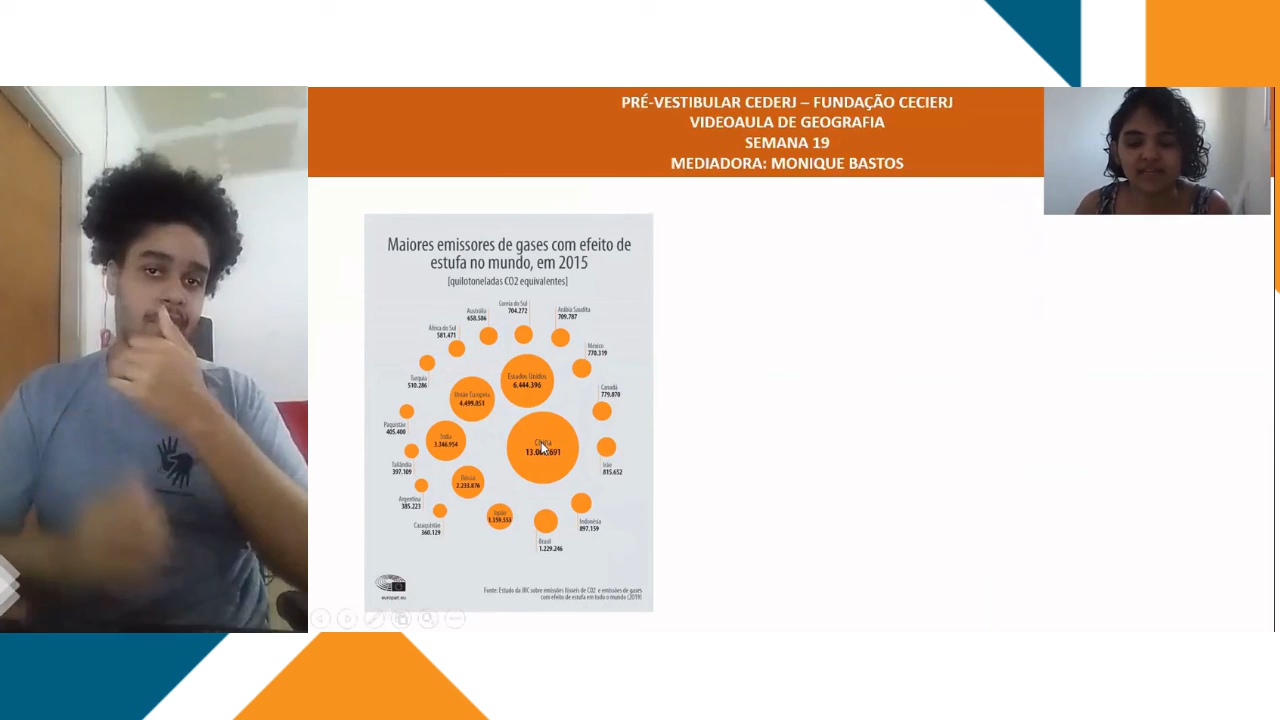 PRÉ-VESTIBULAR CEDERJ – FUNDAÇÃO CECIERJ
VIDEOAULA DE GEOGRAFIA
SEMANA 19
MEDIADORA: MONIQUE BASTOS
Maiores emissores de gases com efeito de
estufa no mundo, em 2015
[quilotoneladas CO2 equivalentes]
Coreia do Sul
704.272
Arábia Saudita
709.787
Austrália
658.586
África do Sul
581.471
México
770.319
Turquia
510.286
Estados Unidos
6.444.396
Canadá
779.870
União Europeia
4.499.851
Paquistão
405.400
Índia
3.346.954
China
Tailândia
397.109
Irão
815.652
Rússia
2.233.876
Argentina
385.223
Japão
1.359.553
Indonésia
897.159
Cazaquistão
360.129
Brasil
1.229.246
Fonte: Estudo da JRC sobre emissões fósseis de CO2 e emissões de gases
com efeito de estufa em todo o mundo (2019)
europarl.eu